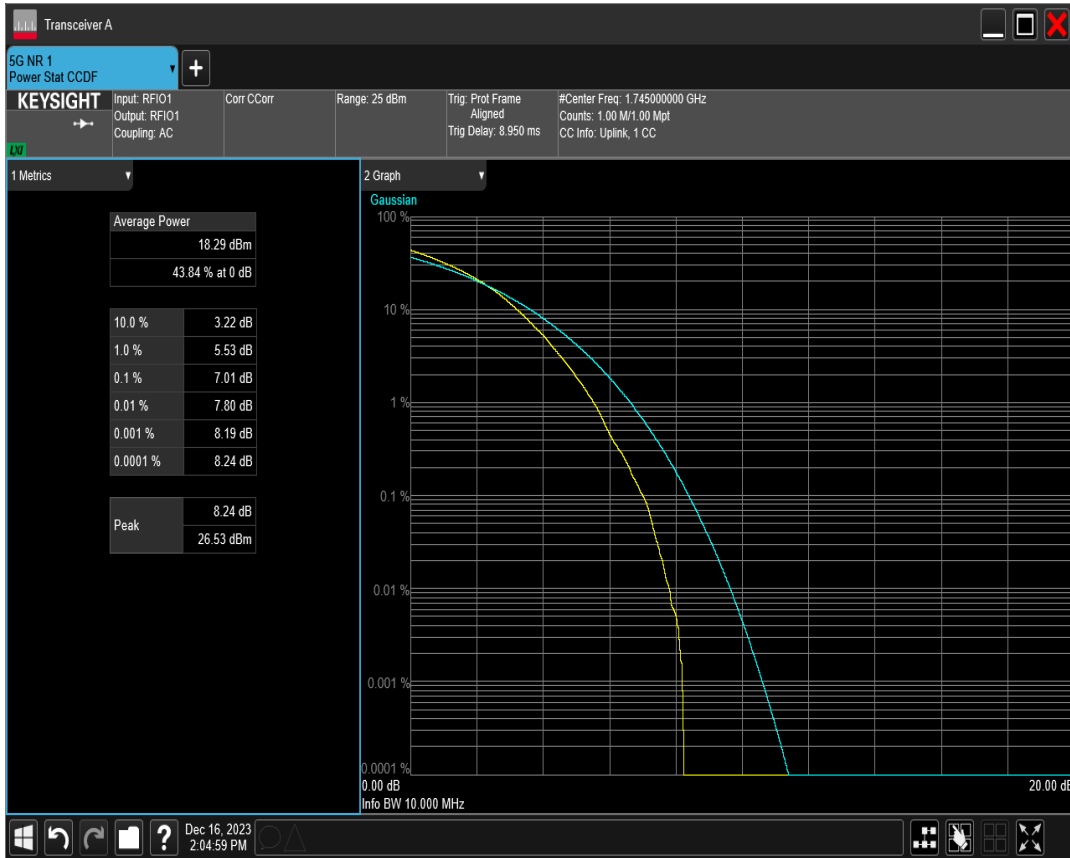 Transceiver A
5G NR 1
Power Stat CCDF
+
KEYSIGHT
LXI
Input: RFIO1
Output: RFIO1
Coupling: AC
Corr CCorr
Range: 25 dBm
Trig: Prot Frame
Aligned
Trig Delay: 8.950 ms
#Center Freq: 1.745000000 GHz
Counts: 1.00 M/1.00 Mpt
CC Info: Uplink, 1 CC
1 Metrics
Average Power
18.29 dBm
43.84 % at 0 dB
10.0 % 3.22 dB
1.0 % 5.53 dB
0.1 % 7.01 dB
0.01 % 7.80 dB
0.001 % 8.19 dB
0.0001 % 8.24 dB
Peak
8.24 dB
26.53 dBm
2 Graph
Gaussian
100 %
10 %
1 %
0.1 %
0.01 %
0.001 %
0.0001 %
0.00 dB 20.00 dB
Info BW 10.000 MHz
?
Dec 16, 2023
2:04:59 PM